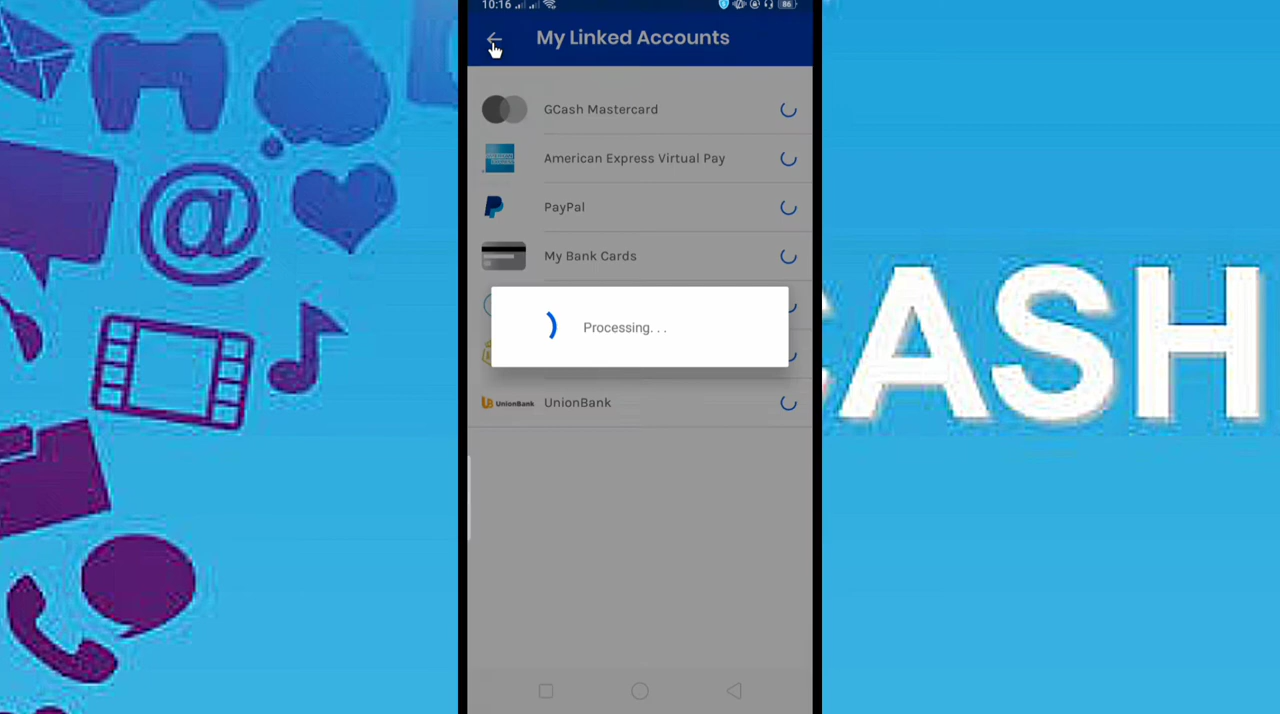 10:16
86
My Linked Accounts
GCash Mastercard
American Express Virtual Pay
PayPal
My Bank Cards
Processing. . .
UnionBank UnionBank
CASH